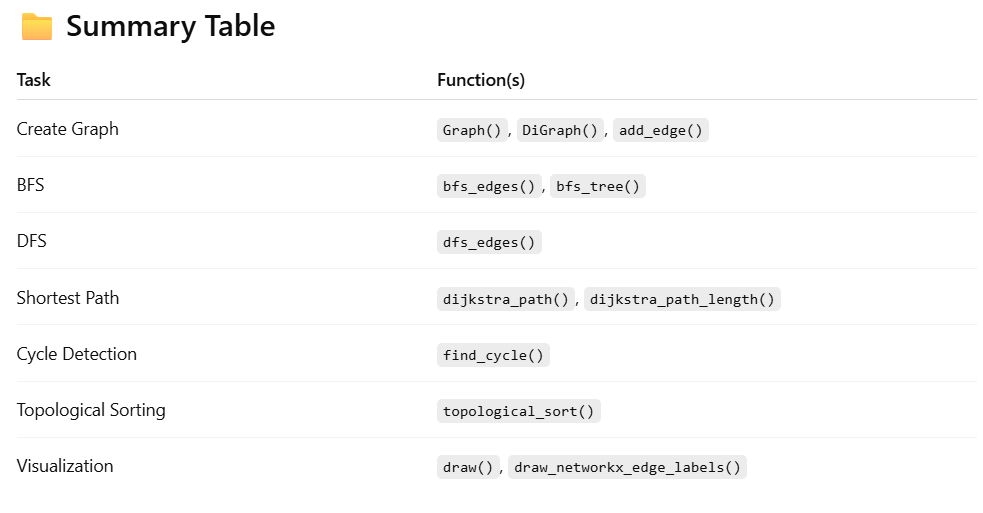 Summary Table
Task Function(s)
Create Graph Graph(), DiGraph(), add_edge()
BFS bfs_edges(), bfs_tree()
DFS dfs_edges()
Shortest Path dijkstra_path(), dijkstra_path_length()
Cycle Detection find_cycle()
Topological Sorting topological_sort()
Visualization draw(), draw_networkx_edge_labels()